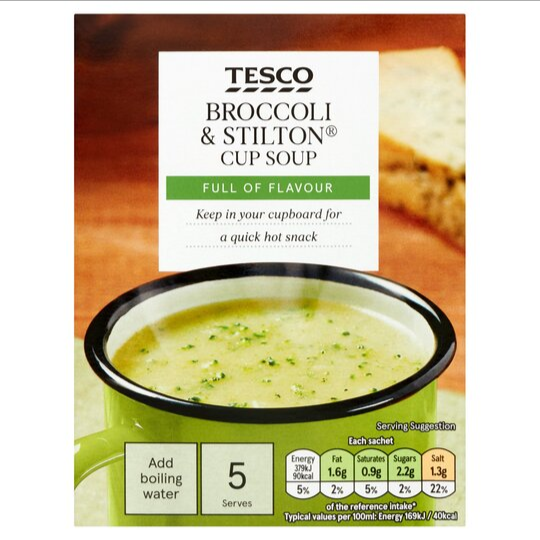 TESCO
BROCCOLI
& STILTON®
CUP SOUP
FULL OF FLAVOUR
Keep in your cupboard for
a quick hot snack
Serving Suggestion
Each sachet
Add
boiling
water
5
Serves
Energy
379kJ
90kcal
5%
Fat
1.6g
2%
Saturates
0.9g
5%
Sugars
2.2g
2%
Salt
1.3g
22%
of the reference intake*
Typical values per 100ml: Energy 169kJ / 40kcal